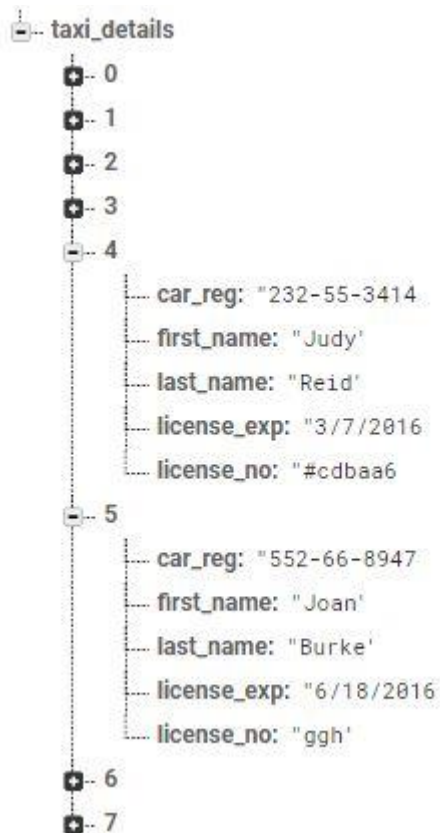 taxi_details
0
1
2
3
4
car_reg: "232-55-3414
first_name: "Judy'
last_name: "Reid'
license_exp: "3/7/2016
license_no: "#cdbaa6
5
car_reg: "552-66-8947
first_name: "Joan'
last_name: "Burke'
license_exp: "6/18/2016
license_no: "ggh'
6
7